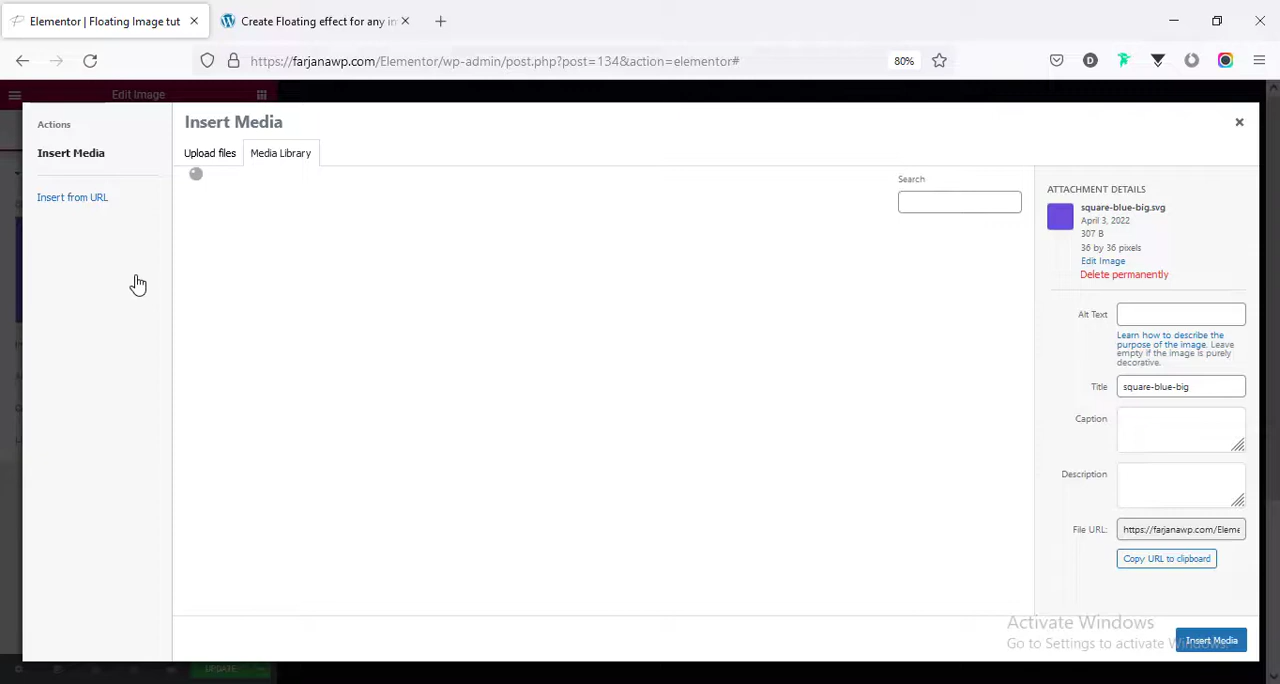 Elementor | Floating Image tut
Create Floating effect for any in
https://farjanawp.com/Elementor/wp-admin/post.php?post=134&action=elementor#
80%
Edit Image
Actions
Insert Media
Insert from URL
Insert Media
Upload files
Media Library
Search
ATTACHMENT DETAILS
square-blue-big.svg
April 3, 2022
307 B
36 by 36 pixels
Edit Image
Delete permanently
Alt Text
Learn how to describe the
purpose of the image. Leave
empty if the image is purely
decorative.
Title
square-blue-big
Caption
Description
File URL:
https://farjanawp.com/Eleme
Copy URL to clipboard
Activate Windows
Go to Settings to activate Windows.
Insert Media
UPDATE